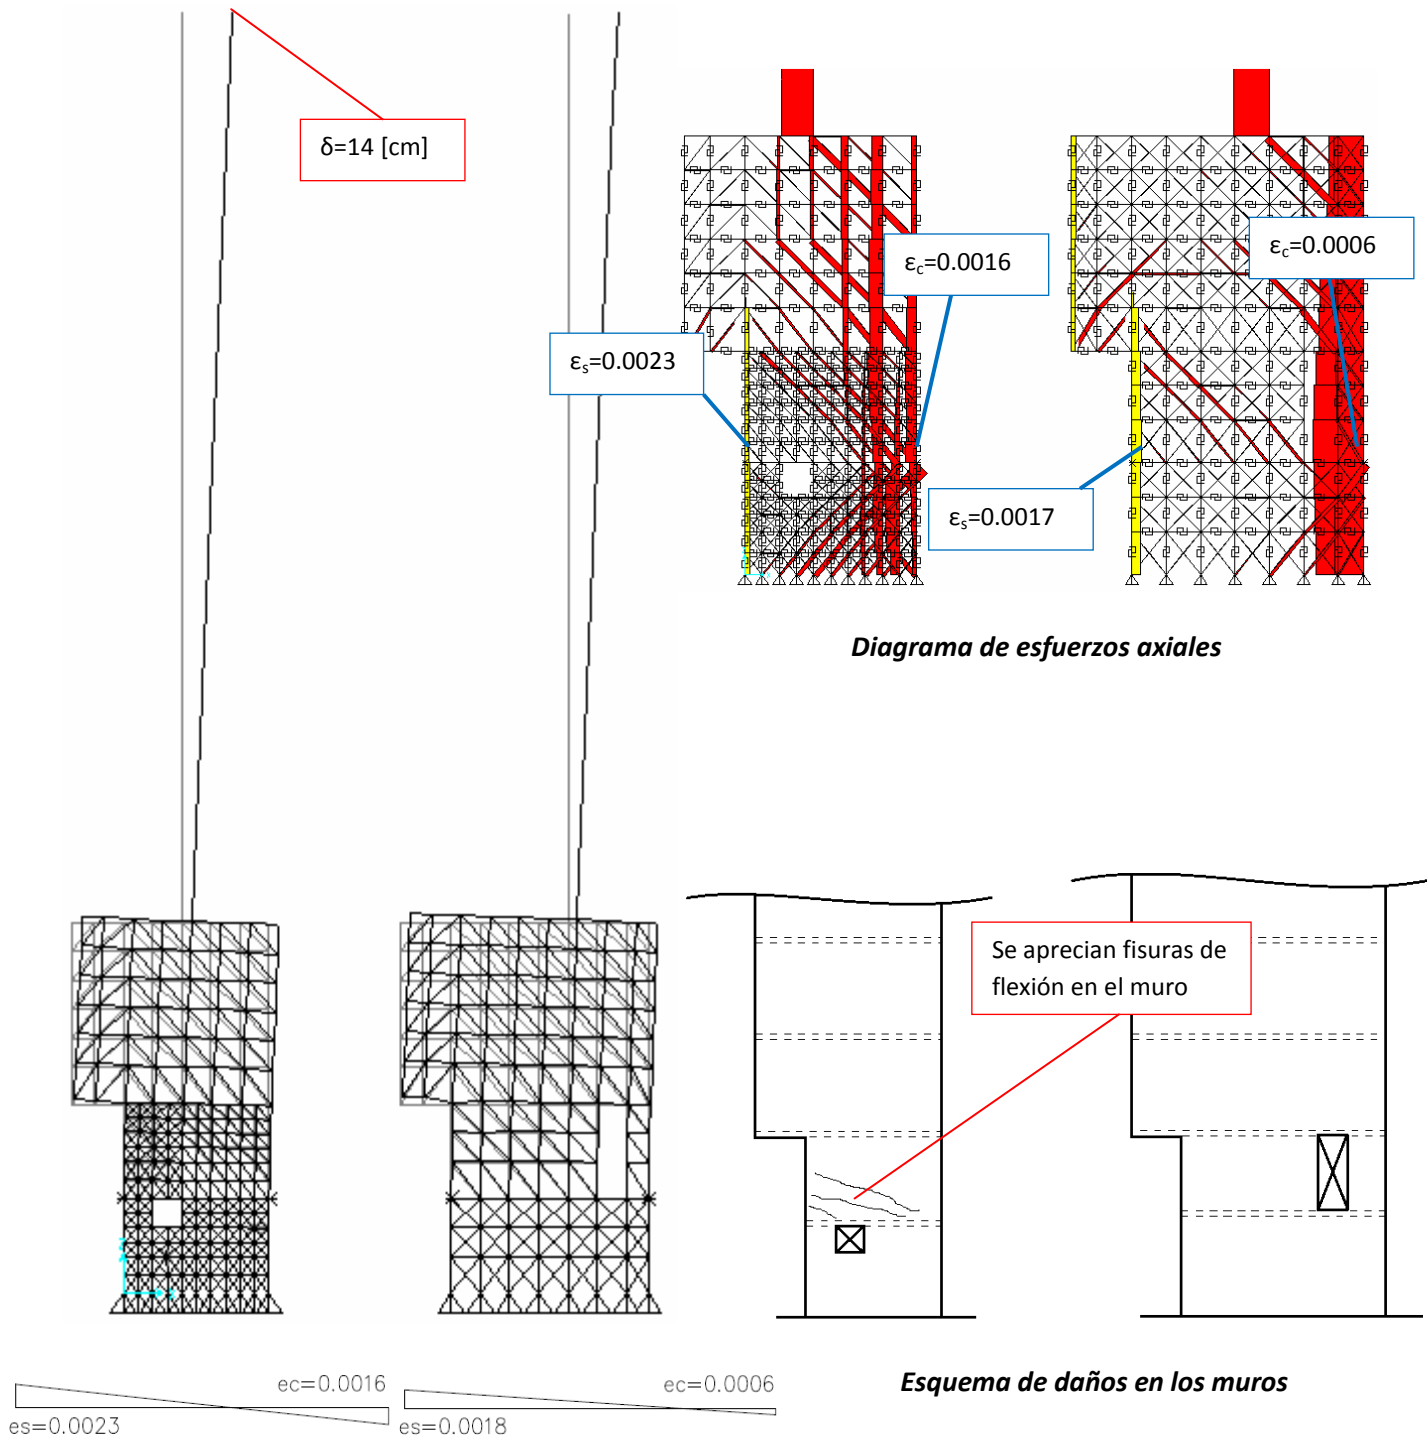 δ=14 [cm]
εc=0.0016
εc=0.0006
εs=0.0023
εs=0.0017
Diagrama de esfuerzos axiales
Se aprecian fisuras de
flexión en el muro
ec=0.0016
es=0.0023
ec=0.0006
es=0.0018
Esquema de daños en los muros